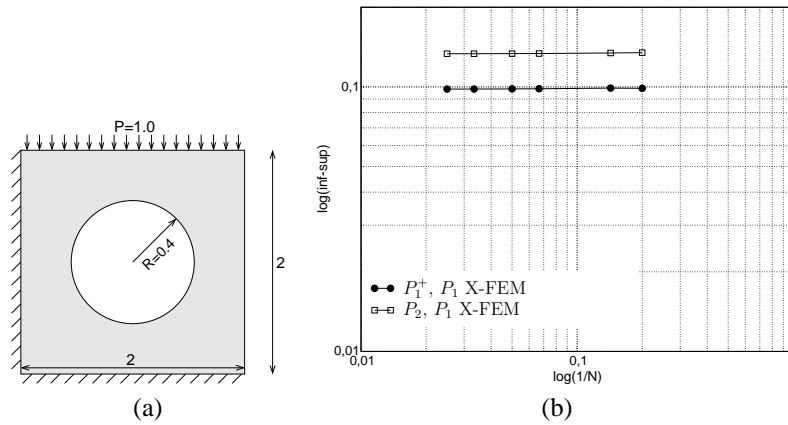 P=1.0
R=0.4
2
2
(a)
log(inf-sup)
0,1
0,01
0,01
0,1
log(1/N)
P₁⁺, P₁ X-FEM
P₂, P₁ X-FEM
(b)